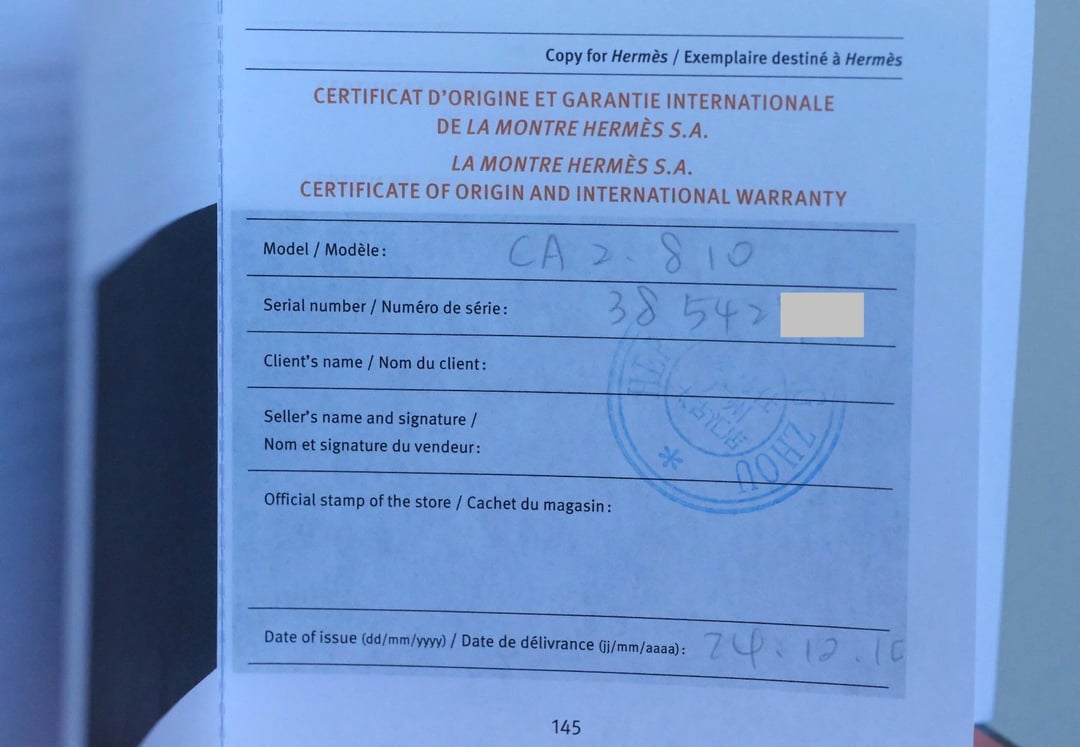 Copy for Hermès / Exemplaire destiné à Hermès
CERTIFICAT D'ORIGINE ET GARANTIE INTERNATIONALE
DE LA MONTRE HERMÈS S.A.
LA MONTRE HERMÈS S.A.
CERTIFICATE OF ORIGIN AND INTERNATIONAL WARRANTY
Model / Modèle: CA2.810
Serial number / Numéro de série: 38 542
Client's name / Nom du client:
Seller's name and signature /
Nom et signature du vendeur:
ZHOU
Official stamp of the store / Cachet du magasin:
Date of issue (dd/mm/yyyy) / Date de délivrance (jj/mm/aaaa): 24.12.
145